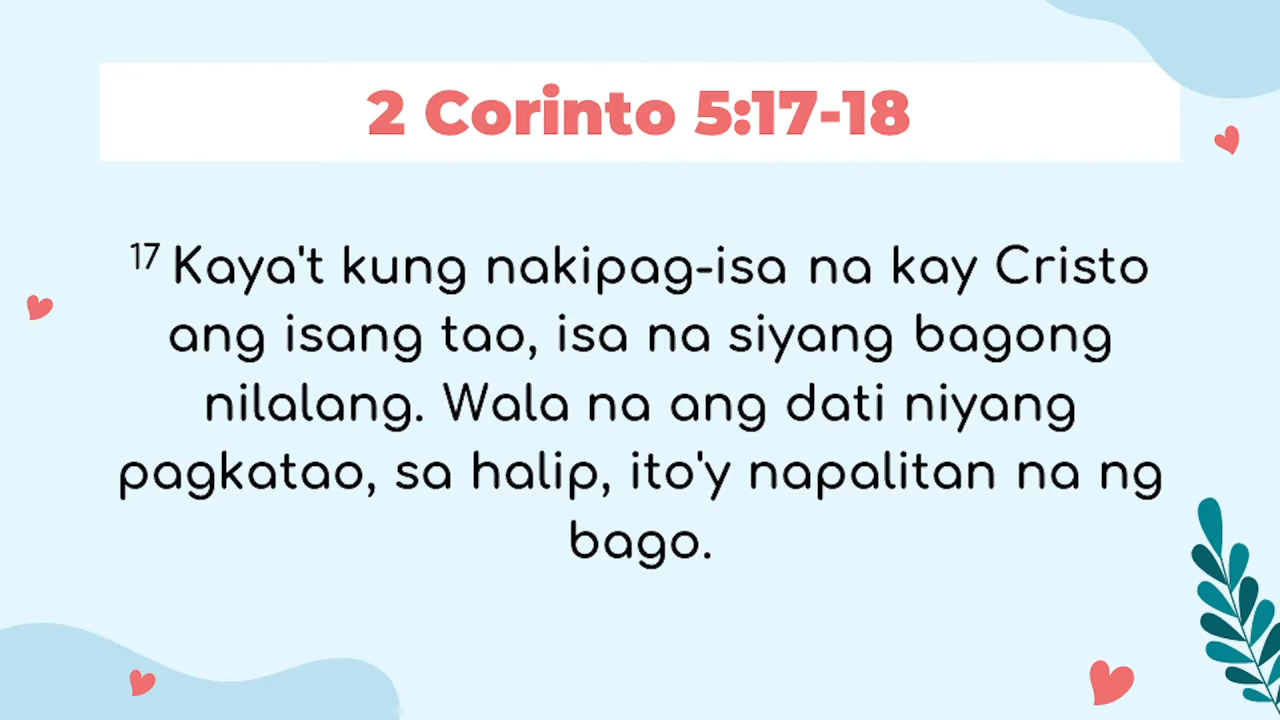 2 Corinto 5:17-18
17 Kaya't kung nakipag-isa na kay Cristo
ang isang tao, isa na siyang bagong
nilalang. Wala na ang dati niyang
pagkatao, sa halip, ito'y napalitan na ng
bago.